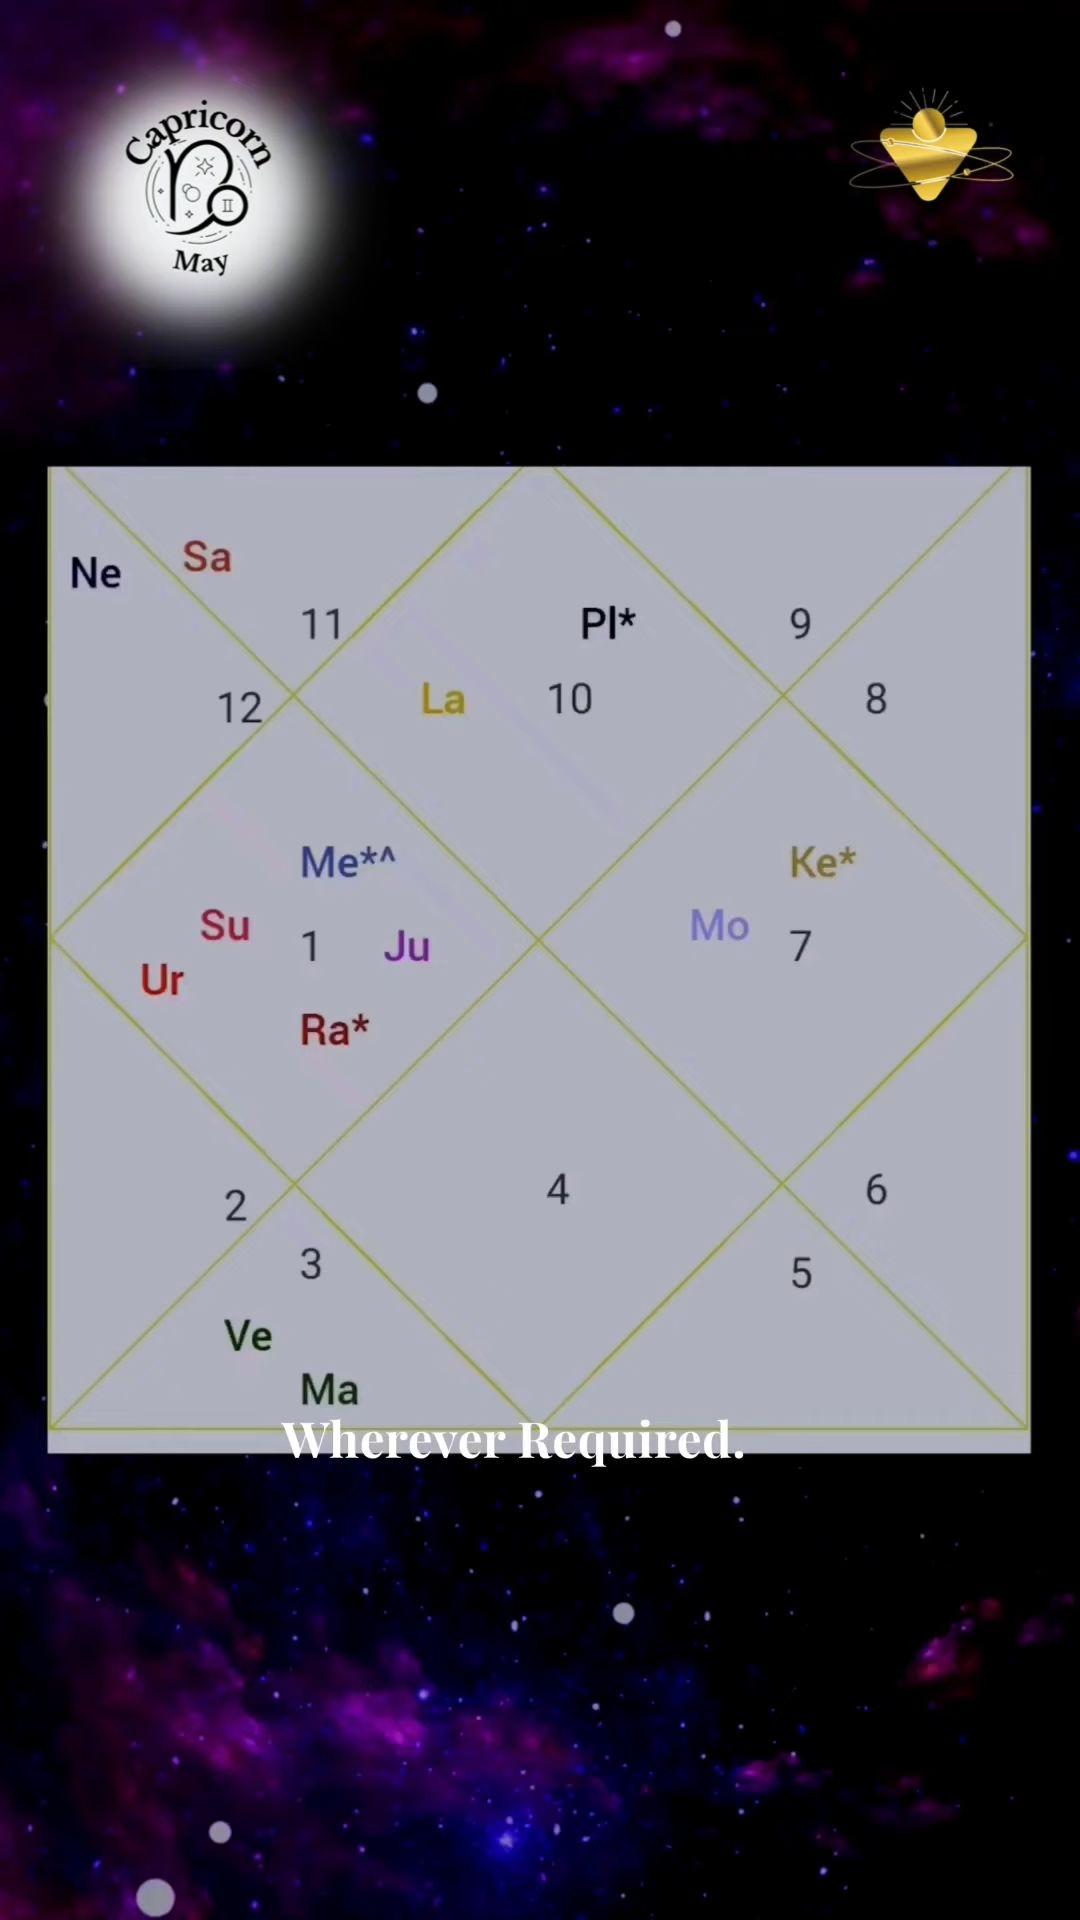 Capricorn
♊
May
Ne
Sa
11
Pl*
9
12
La
10
8
Me*^
Ke*
Su
1
Ju
Mo
7
Ur
Ra*
2
4
6
3
5
Ve
Ma
Wherever Required.